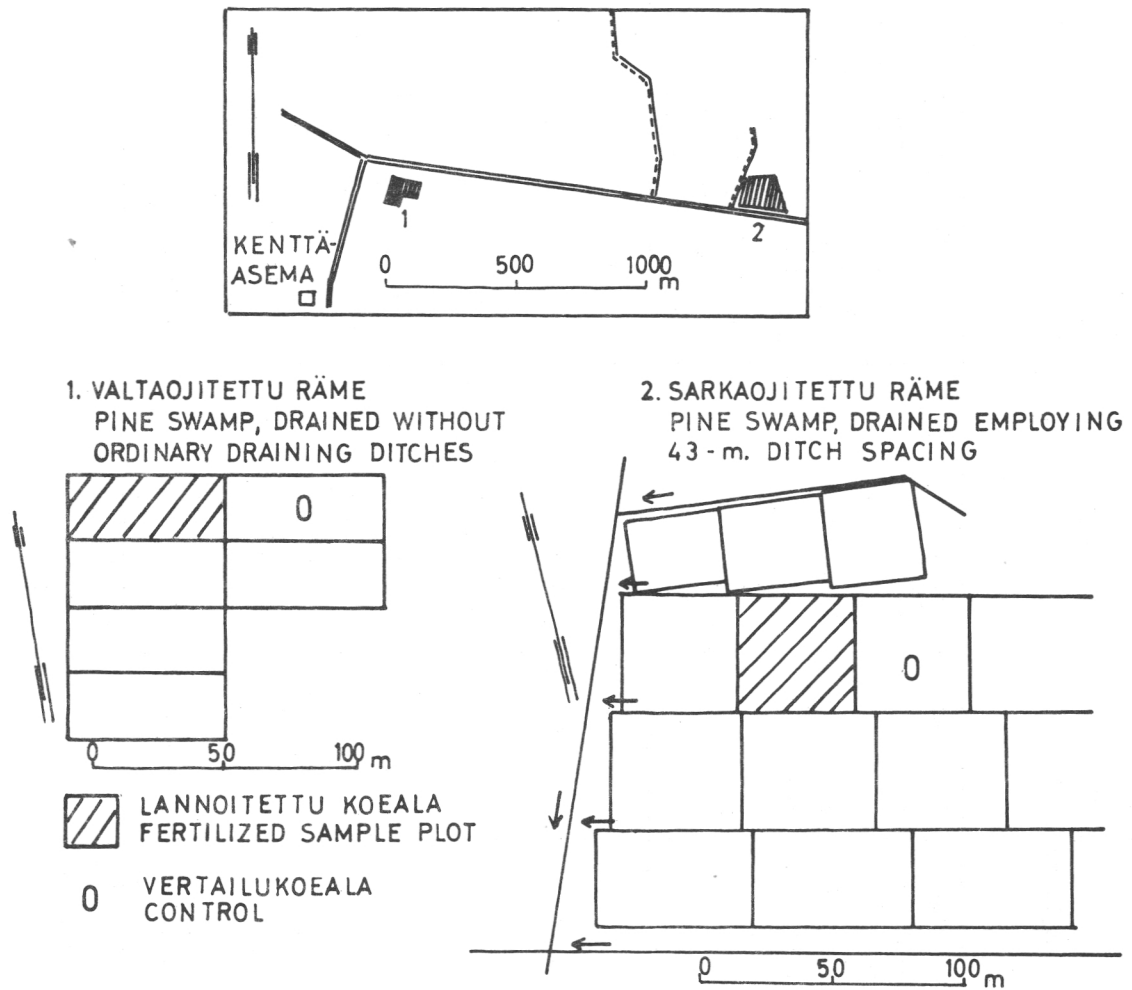 KENTTÄ-
ASEMA
1
2
0 500 1000 m
1. VALTAOJITETTU RÄME
PINE SWAMP, DRAINED WITHOUT
ORDINARY DRAINING DITCHES
0
0 50 100 m
LANNOITETTU KOEALA
FERTILIZED SAMPLE PLOT
0 VERTAILUKOEALA
CONTROL
2. SARKAOJITETTU RÄME
PINE SWAMP, DRAINED EMPLOYING
43-m. DITCH SPACING
0
0 50 100 m